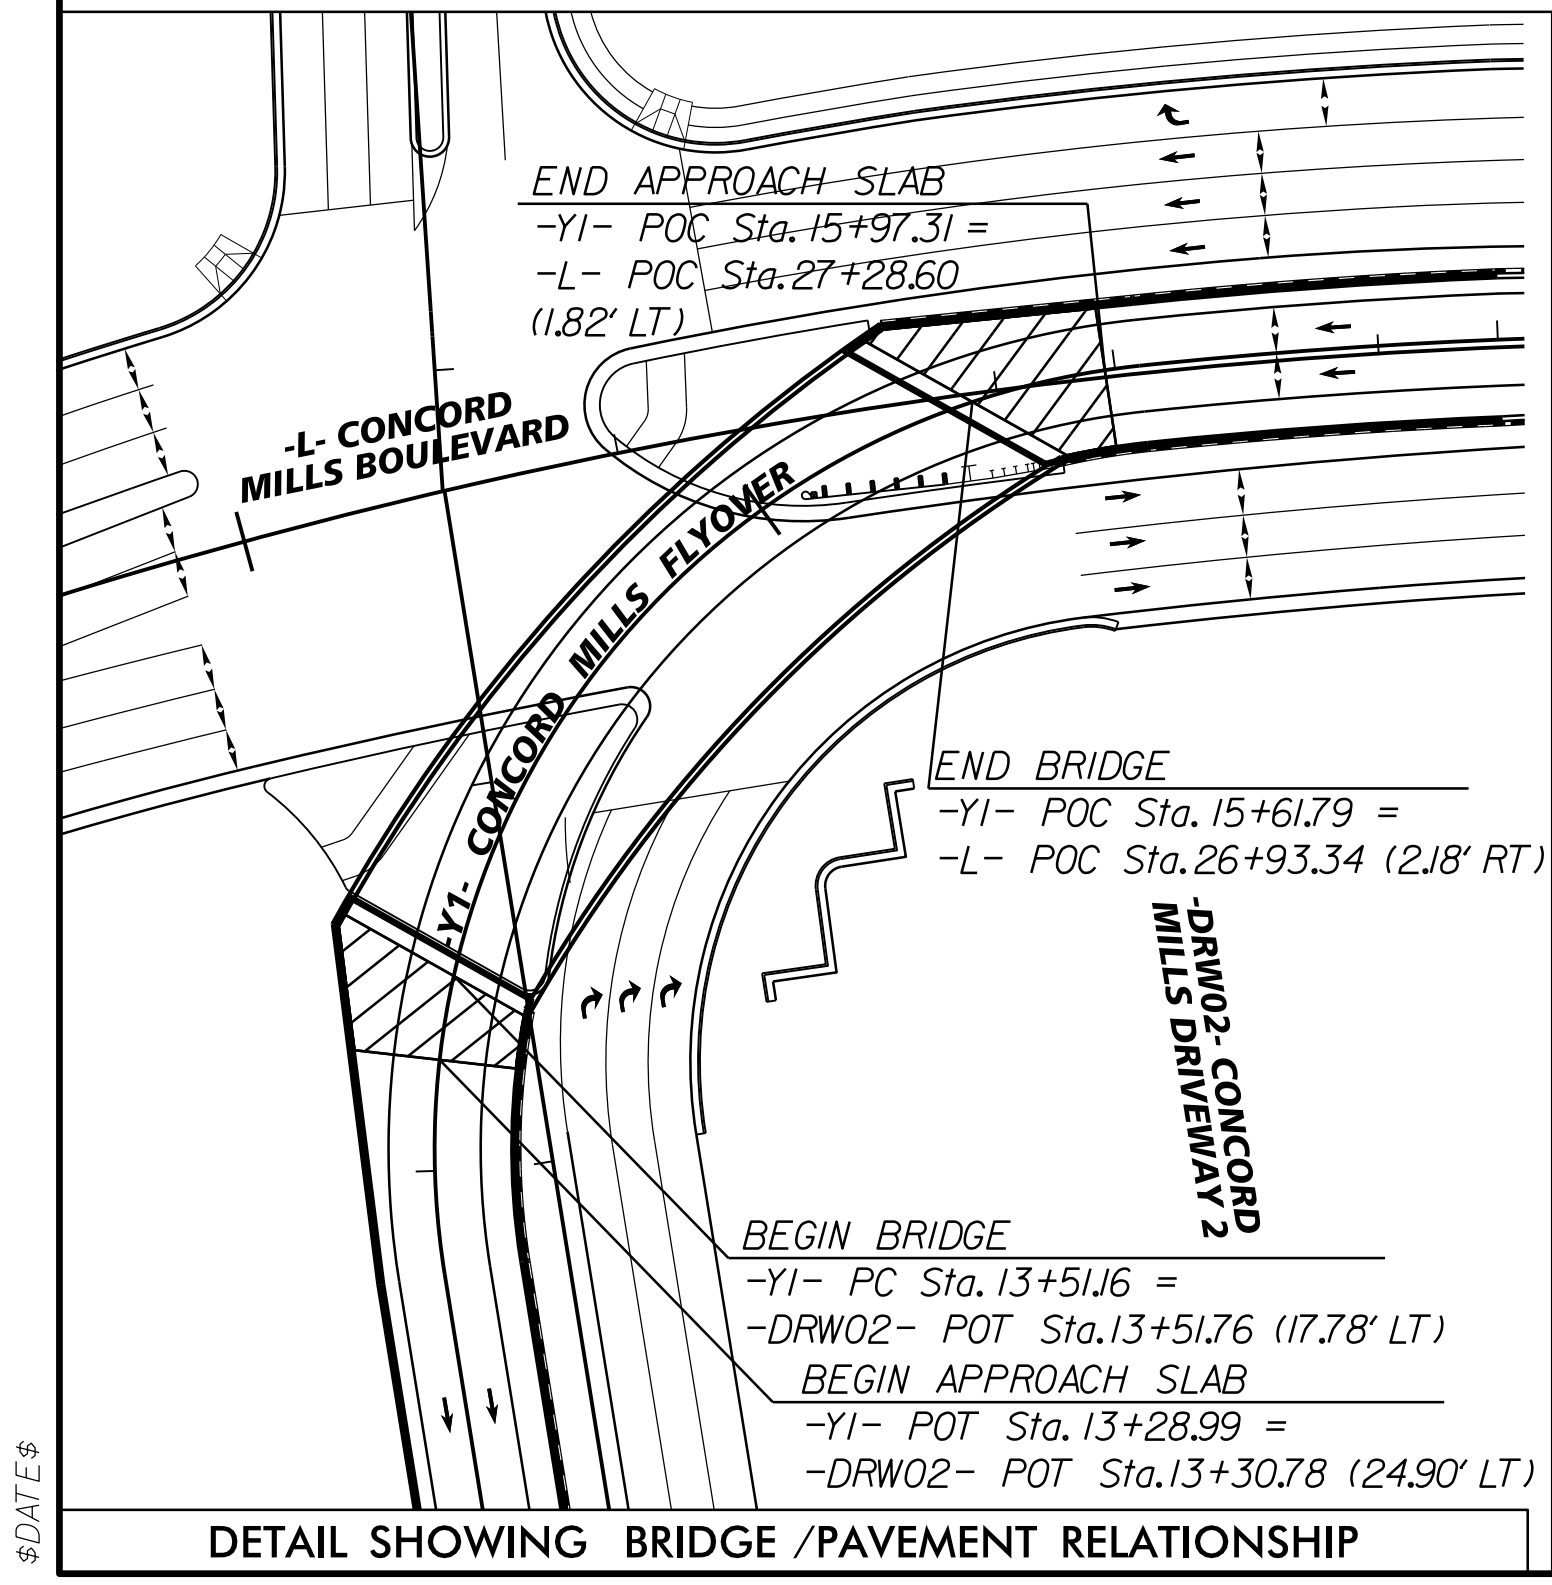 END APPROACH SLAB
-Y1- POC Sta. 15+97.31 =
-L- POC Sta. 27+28.60
(1.82' LT)
-L- CONCORD
MILLS BOULEVARD
-Y1- CONCORD MILLS FLYOVER
END BRIDGE
-Y1- POC Sta. 15+61.79 =
-L- POC Sta. 26+93.34 (2.18' RT)
-DRW02- CONCORD
MILLS DRIVEWAY 2
BEGIN BRIDGE
-Y1- PC Sta. 13+51.16 =
-DRW02- POT Sta. 13+51.76 (17.78' LT)
BEGIN APPROACH SLAB
-Y1- POT Sta. 13+28.99 =
-DRW02- POT Sta. 13+30.78 (24.90' LT)
$DATE$
DETAIL SHOWING BRIDGE /PAVEMENT RELATIONSHIP